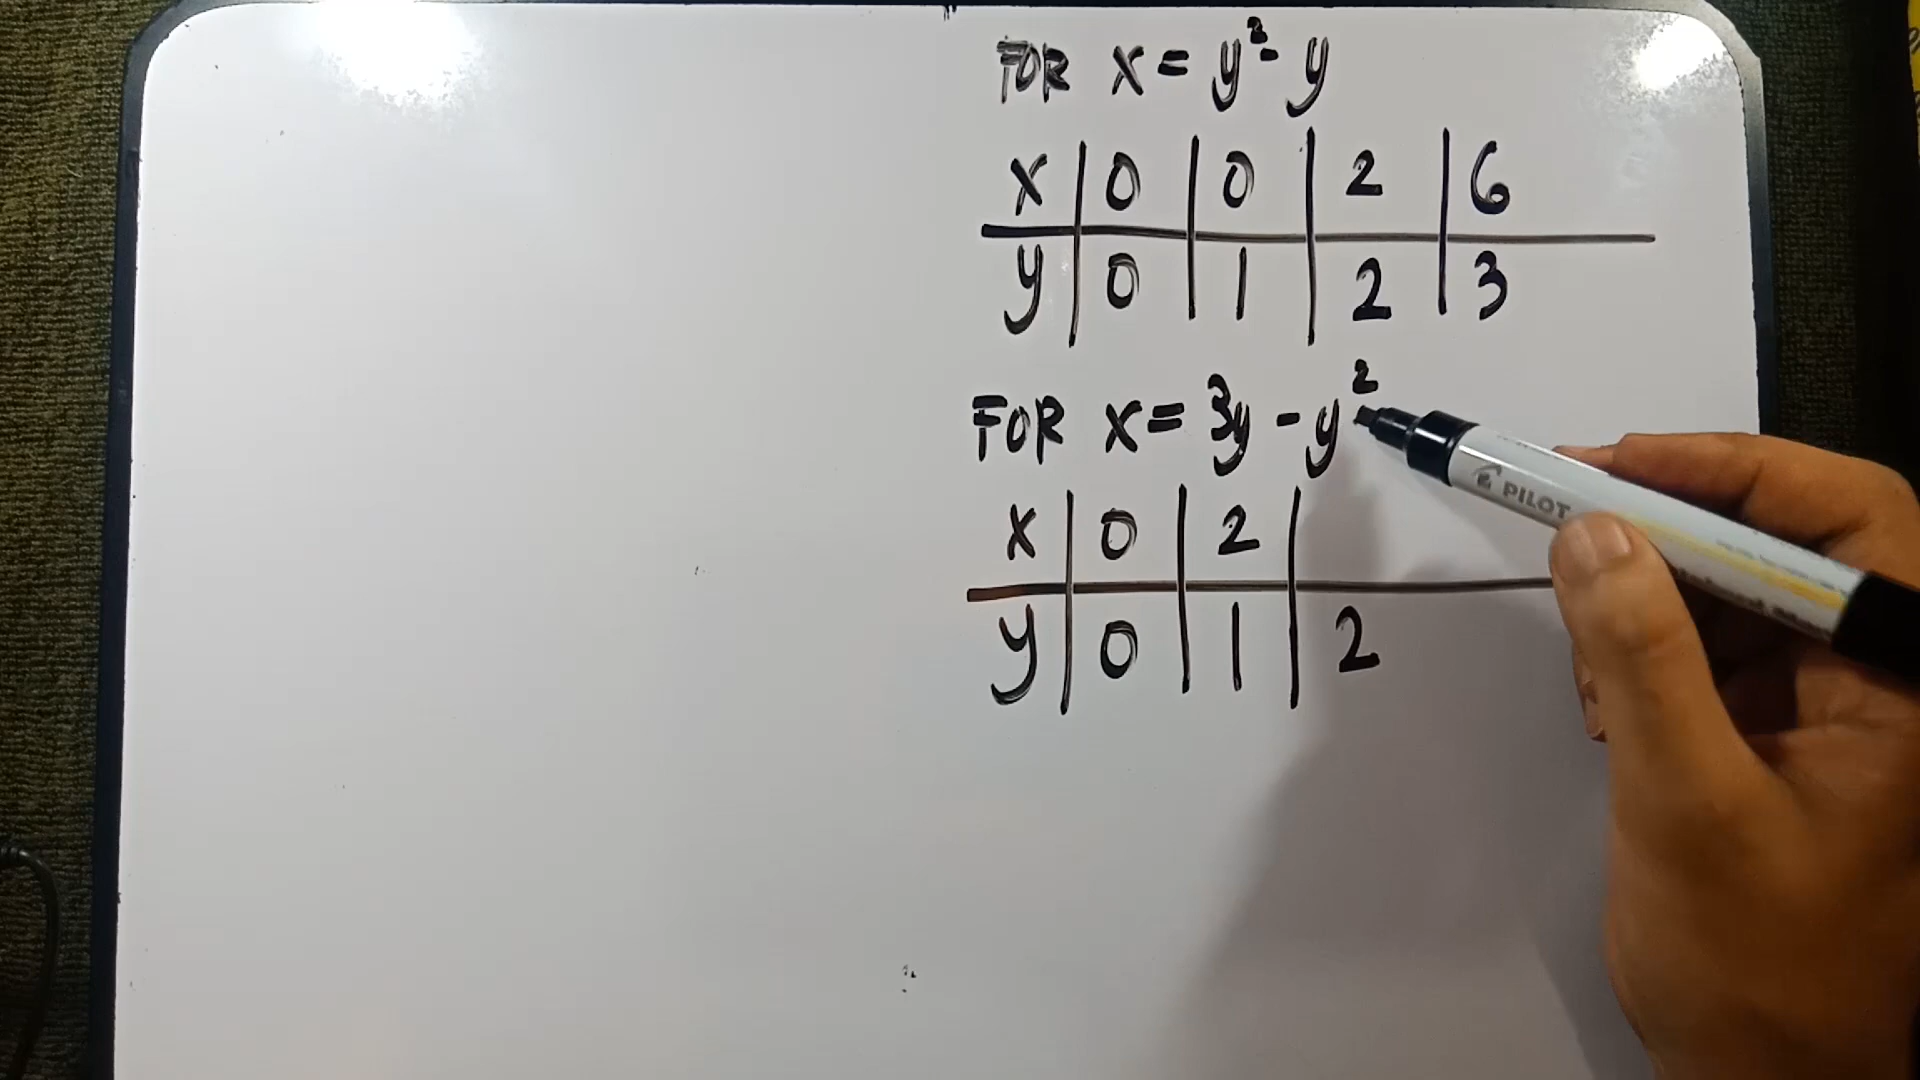 FOR x = y² - y
x | 0 | 0 | 2 | 6
y | 0 | 1 | 2 | 3
FOR x = 3y - y²
x | 0 | 2 |
y | 0 | 1 | 2
PILOT